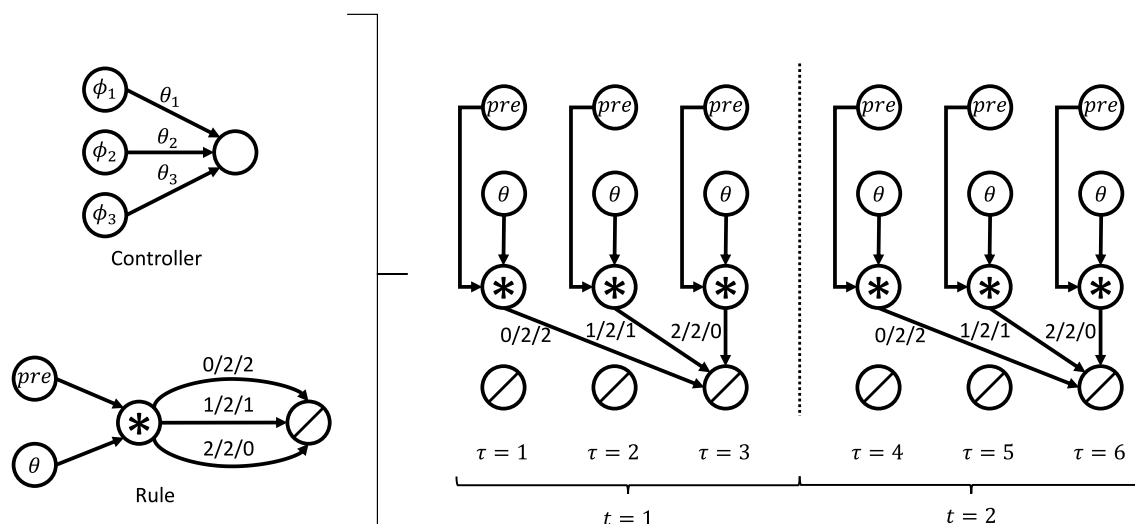 ϕ₁ θ₁
ϕ₂ θ₂
ϕ₃ θ₃
Controller
pre
θ
*
0/2/2
1/2/1
2/2/0
Rule
pre pre pre pre pre pre
θ θ θ θ θ θ
* * * * * *
0/2/2 1/2/1 2/2/0 0/2/2 1/2/1 2/2/0
τ = 1 τ = 2 τ = 3 τ = 4 τ = 5 τ = 6
t = 1 t = 2